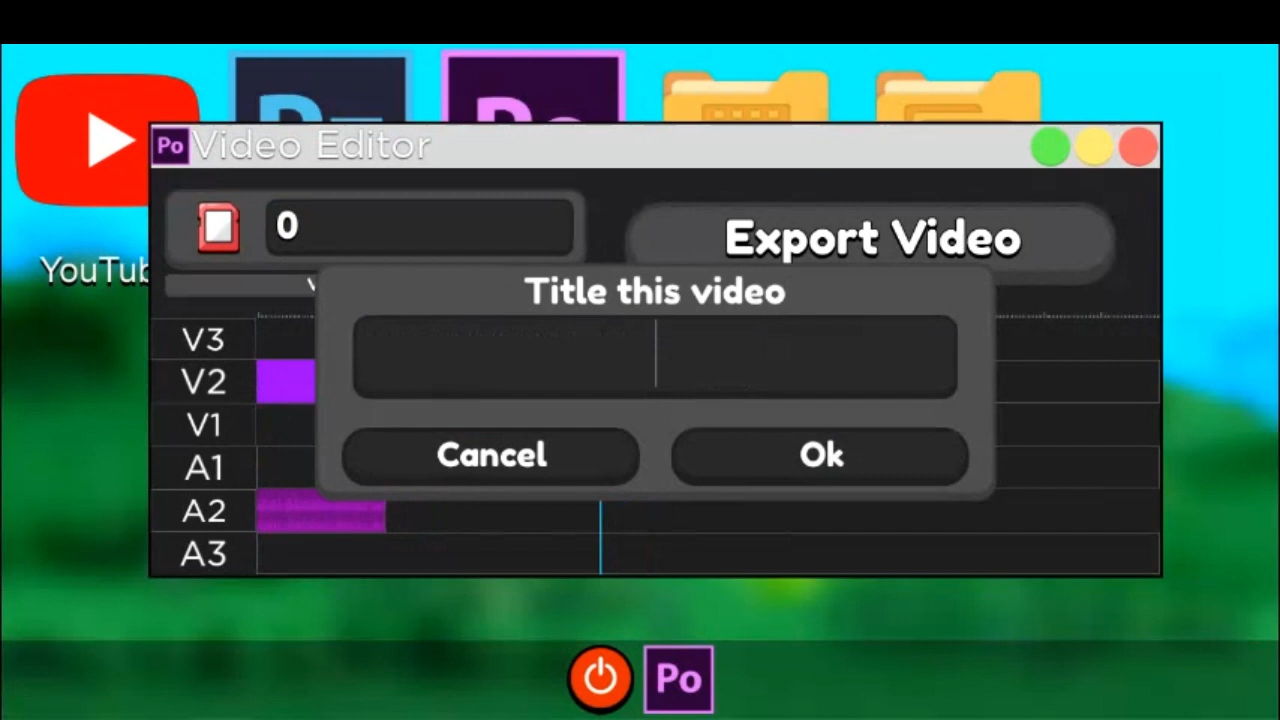 Po Video Editor
0
Export Video
YouTub
Title this video
V3
V2
V1
A1
Cancel
Ok
A2
A3
Po